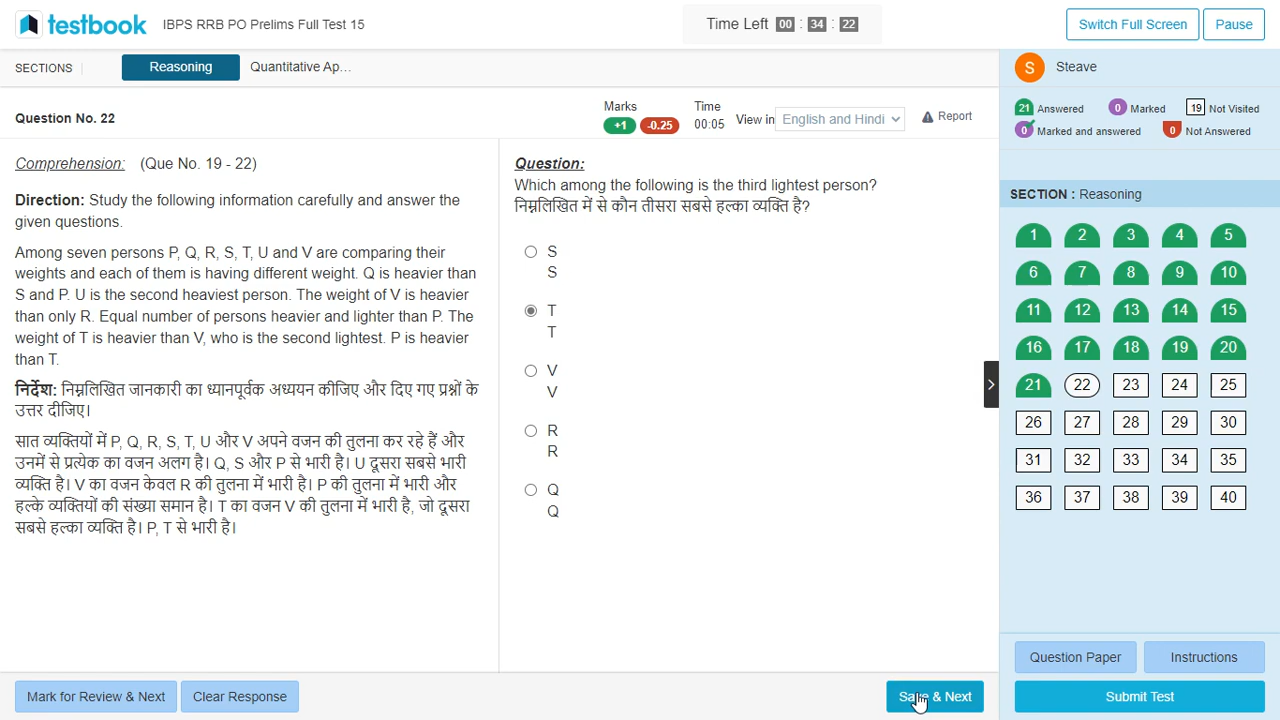 testbook IBPS RRB PO Prelims Full Test 15 Time Left 00 : 34 : 22 Switch Full Screen Pause
SECTIONS Reasoning Quantitative Ap...
S Steave
Question No. 22
Marks +1 -0.25
Time 00:05
View in English and Hindi
Report
21 Answered 0 Marked 19 Not Visited
0 Marked and answered 0 Not Answered
Comprehension: (Que No. 19 - 22)
Direction: Study the following information carefully and answer the
given questions.
Among seven persons P, Q, R, S, T, U and V are comparing their
weights and each of them is having different weight. Q is heavier than
S and P. U is the second heaviest person. The weight of V is heavier
than only R. Equal number of persons heavier and lighter than P. The
weight of T is heavier than V, who is the second lightest. P is heavier
than T.
निर्देश: निम्नलिखित जानकारी का ध्यानपूर्वक अध्ययन कीजिए और दिए गए प्रश्नों के
उत्तर दीजिए।
सात व्यक्तियों में P, Q, R, S, T, U और V अपने वजन की तुलना कर रहे हैं और
उनमें से प्रत्येक का वजन अलग है। Q, S और P से भारी है। U दूसरा सबसे भारी
व्यक्ति है। V का वजन केवल R की तुलना में भारी है। P की तुलना में भारी और
हल्के व्यक्तियों की संख्या समान है। T का वजन V की तुलना में भारी है, जो दूसरा
सबसे हल्का व्यक्ति है। P, T से भारी है।
Question:
Which among the following is the third lightest person?
निम्नलिखित में से कौन तीसरा सबसे हल्का व्यक्ति है?
S
S
T
T
V
V
R
R
Q
Q
SECTION : Reasoning
1 2 3 4 5
6 7 8 9 10
11 12 13 14 15
16 17 18 19 20
21 22 23 24 25
26 27 28 29 30
31 32 33 34 35
36 37 38 39 40
Question Paper Instructions
Mark for Review & Next Clear Response Save & Next Submit Test